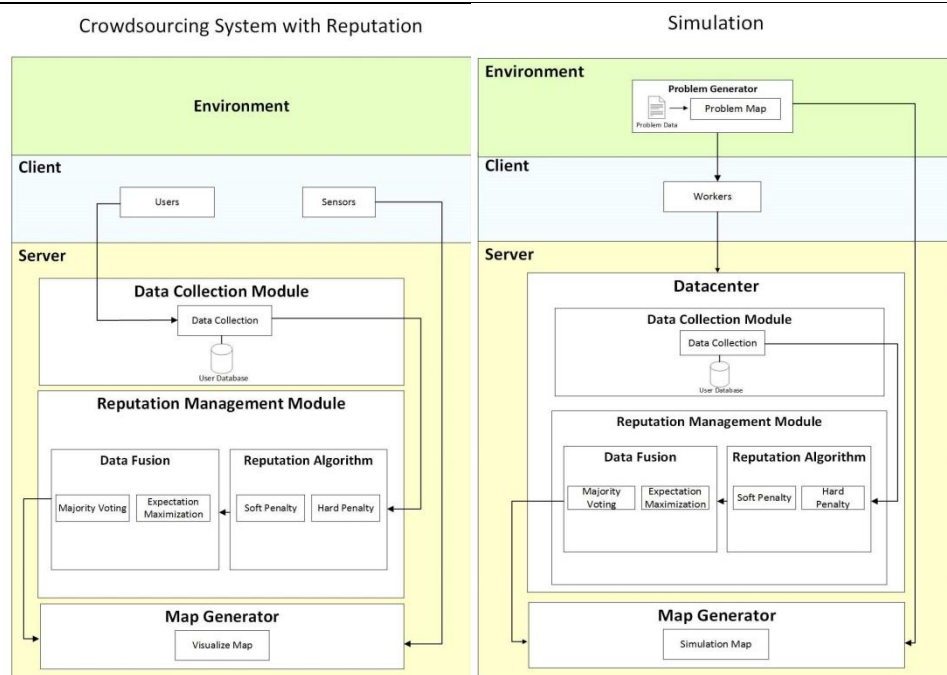 Crowdsourcing System with Reputation
Environment
Client
Users
Sensors
Server
Data Collection Module
Data Collection
User Database
Reputation Management Module
Data Fusion
Majority Voting
Expectation
Maximization
Reputation Algorithm
Soft Penalty
Hard Penalty
Map Generator
Visualize Map
Simulation
Environment
Problem Generator
Problem Data
Problem Map
Client
Workers
Server
Datacenter
Data Collection Module
Data Collection
User Database
Reputation Management Module
Data Fusion
Majority
Voting
Expectation
Maximization
Reputation Algorithm
Soft Penalty
Hard
Penalty
Map Generator
Simulation Map